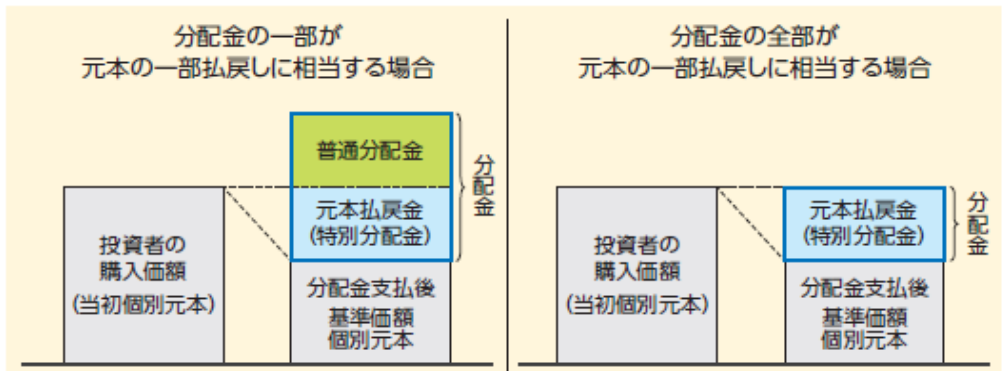 分配金の一部が
元本の一部払戻しに相当する場合
普通分配金
元本払戻金
(特別分配金)
分配金
投資者の
購入価額
(当初個別元本)
分配金支払後
基準価額
個別元本
分配金の全部が
元本の一部払戻しに相当する場合
元本払戻金
(特別分配金)
分配金
投資者の
購入価額
(当初個別元本)
分配金支払後
基準価額
個別元本